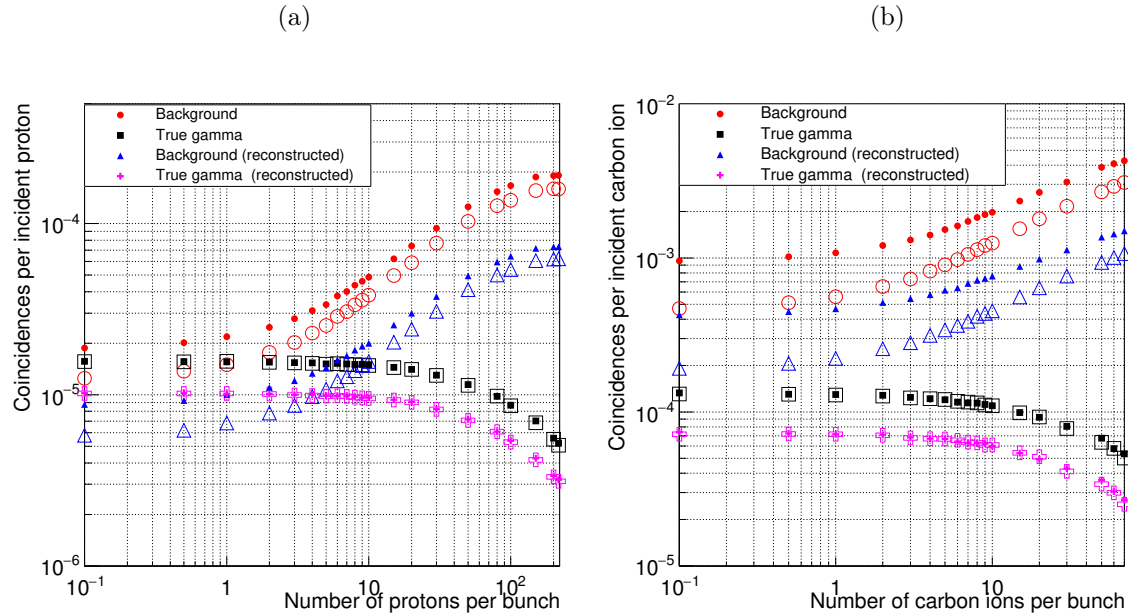 (a)
(b)
Coincidences per incident proton
Background
True gamma
Background (reconstructed)
True gamma (reconstructed)
10⁻⁴
10⁻⁵
10⁻⁶
10⁻¹
1
10
10²
Number of protons per bunch
Coincidences per incident carbon ion
Background
True gamma
Background (reconstructed)
True gamma (reconstructed)
10⁻²
10⁻³
10⁻⁴
10⁻⁵
10⁻¹
1
10
Number of carbon ions per bunch